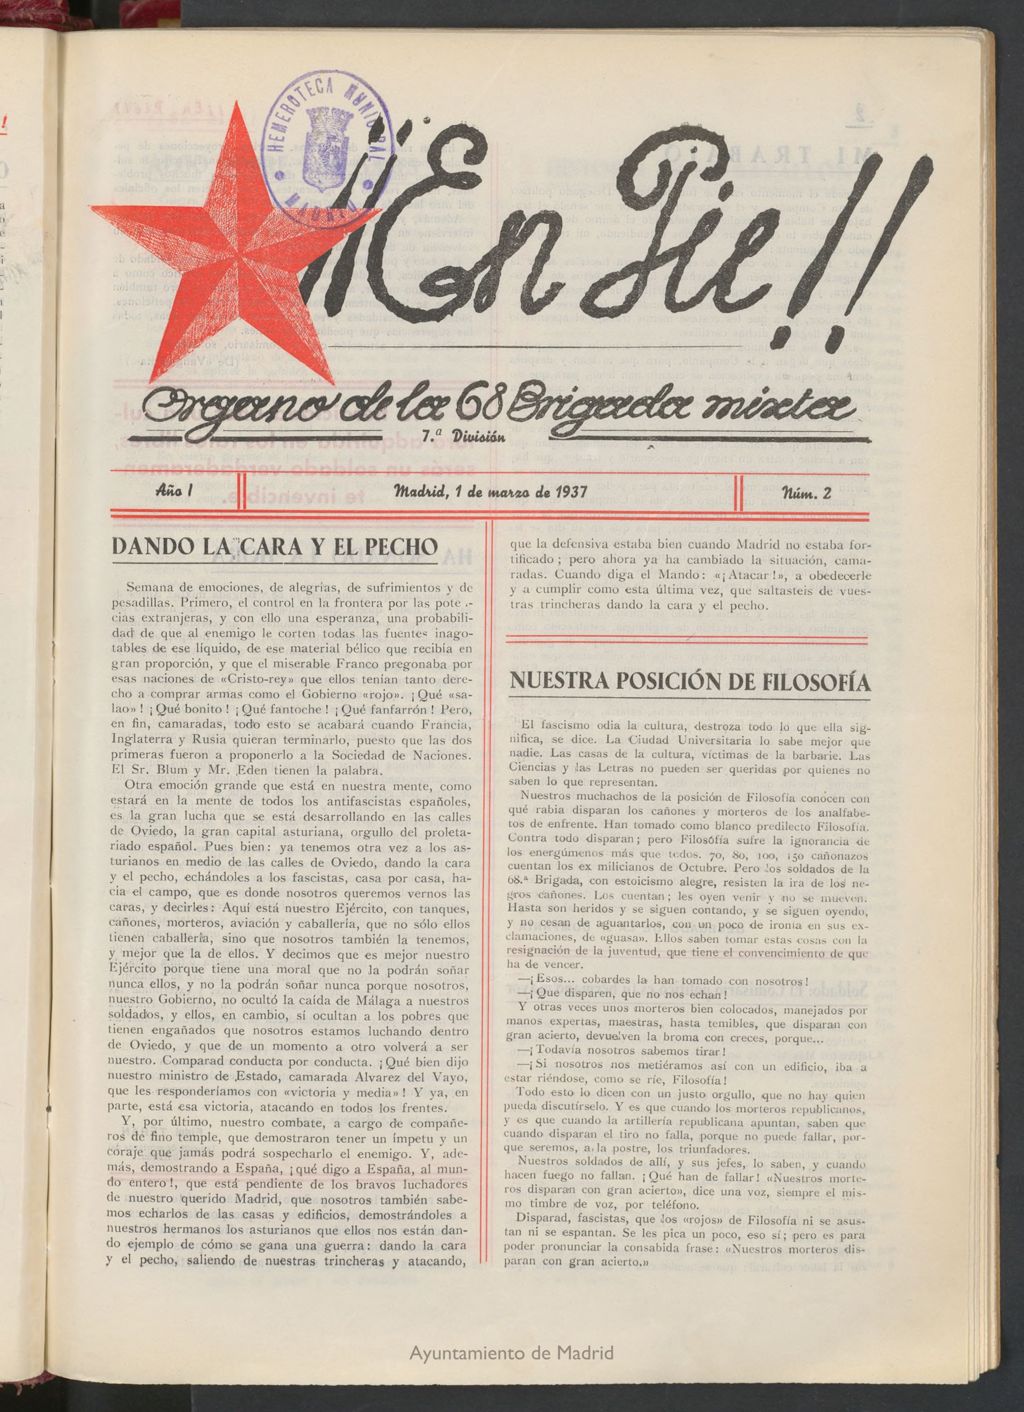 HEMEROTECA MUNICIPAL
MADRID
¡¡En Pie!!
Organo de la 68 Brigada mixta
7.ª División
Año I
Madrid, 1 de marzo de 1937
Núm. 2
DANDO LA CARA Y EL PECHO
Semana de emociones, de alegrías, de sufrimientos y de
pesadillas. Primero, el control en la frontera por las pote
cias extranjeras, y con ello una esperanza, una probabili-
dad de que al enemigo le corten todas las fuentes inago-
tables de ese líquido, de ese material bélico que recibía en
gran proporción, y que el miserable Franco pregonaba por
esas naciones de «Cristo-rey» que ellos tenían tanto dere-
cho a comprar armas como el Gobierno «rojo». ¡Qué «sa-
lao»! ¡Qué bonito! ¡Qué fantoche! ¡Qué fanfarrón! Pero,
en fin, camaradas, todo esto se acabará cuando Francia,
Inglaterra y Rusia quieran terminarlo, puesto que las dos
primeras fueron a proponerlo a la Sociedad de Naciones.
El Sr. Blum y Mr. Eden tienen la palabra.
Otra emoción grande que está en nuestra mente, como
estará en la mente de todos los antifascistas españoles,
es la gran lucha que se está desarrollando en las calles
de Oviedo, la gran capital asturiana, orgullo del proleta-
riado español. Pues bien: ya tenemos otra vez a los as-
turianos en medio de las calles de Oviedo, dando la cara
y el pecho, echándoles a los fascistas, casa por casa, ha-
cia el campo, que es donde nosotros queremos vernos las
caras, y decirles: Aquí está nuestro Ejército, con tanques,
cañones, morteros, aviación y caballería, que no sólo ellos
tienen caballería, sino que nosotros también la tenemos,
y mejor que la de ellos. Y decimos que es mejor nuestro
Ejército porque tiene una moral que no la podrán soñar
nunca ellos, y no la podrán soñar nunca porque nosotros,
nuestro Gobierno, no ocultó la caída de Málaga a nuestros
soldados, y ellos, en cambio, sí ocultan a los pobres que
tienen engañados que nosotros estamos luchando dentro
de Oviedo, y que de un momento a otro volverá a ser
nuestro. Comparad conducta por conducta. ¡Qué bien dijo
nuestro ministro de Estado, camarada Alvarez del Vayo,
que les responderíamos con «victoria y media»! Y ya, en
parte, está esa victoria, atacando en todos los frentes.
Y, por último, nuestro combate, a cargo de compañe-
ros de fino temple, que demostraron tener un ímpetu y un
coraje que jamás podrá sospecharlo el enemigo. Y, ade-
más, demostrando a España, ¡qué digo a España, al mun-
do entero!, que está pendiente de los bravos luchadores
de nuestro querido Madrid, que nosotros también sabe-
mos echarlos de las casas y edificios, demostrándoles a
nuestros hermanos los asturianos que ellos nos están dan-
do ejemplo de cómo se gana una guerra: dando la cara
y el pecho, saliendo de nuestras trincheras y atacando,
que la defensiva estaba bien cuando Madrid no estaba for-
tificado; pero ahora ya ha cambiado la situación, cama-
radas. Cuando diga el Mando: «¡Atacar!», a obedecerle
y a cumplir como esta última vez, que saltasteis de vues-
tras trincheras dando la cara y el pecho.
NUESTRA POSICIÓN DE FILOSOFÍA
El fascismo odia la cultura, destroza todo lo que ella sig-
nifica, se dice. La Ciudad Universitaria lo sabe mejor que
nadie. Las casas de la cultura, víctimas de la barbarie. Las
Ciencias y las Letras no pueden ser queridas por quienes no
saben lo que representan.
Nuestros muchachos de la posición de Filosofía conocen con
qué rabia disparan los cañones y morteros de los analfabe-
tos de enfrente. Han tomado como blanco predilecto Filosofía.
Contra todo disparan; pero Filosófía sufre la ignorancia de
los energúmenos más que todos. 70, 80, 100, 150 cañonazos
cuentan los ex milicianos de Octubre. Pero los soldados de la
68.ª Brigada, con estoicismo alegre, resisten la ira de los ne-
gros cañones. Los cuentan; les oyen venir y no se mueven.
Hasta son heridos y se siguen contando, y se siguen oyendo,
y no cesan de aguantarlos, con un poco de ironía en sus ex-
clamaciones, de «guasa». Ellos saben tomar estas cosas con la
resignación de la juventud, que tiene el convencimiento de que
ha de vencer.
—¡Esos... cobardes la han tomado con nosotros!
—¡Que disparen, que no nos echan!
Y otras veces unos morteros bien colocados, manejados por
manos expertas, maestras, hasta temibles, que disparan con
gran acierto, devuelven la broma con creces, porque...
—¡Todavía nosotros sabemos tirar!
—¡Si nosotros nos metiéramos así con un edificio, iba a
estar riéndose, como se ríe, Filosofía!
Todo esto lo dicen con un justo orgullo, que no hay quien
pueda discutírselo. Y es que cuando los morteros republicanos,
y es que cuando la artillería republicana apuntan, saben que
cuando disparan el tiro no falla, porque no puede fallar, por-
que seremos, a la postre, los triunfadores.
Nuestros soldados de allí, y sus jefes, lo saben, y cuando
hacen fuego no fallan. ¡Qué han de fallar! «Nuestros morte-
ros disparan con gran acierto», dice una voz, siempre el mis-
mo timbre de voz, por teléfono.
Disparad, fascistas, que los «rojos» de Filosofía ni se asus-
tan ni se espantan. Se les pica un poco, eso sí; pero es para
poder pronunciar la consabida frase: «Nuestros morteros dis-
paran con gran acierto.»
Ayuntamiento de Madrid